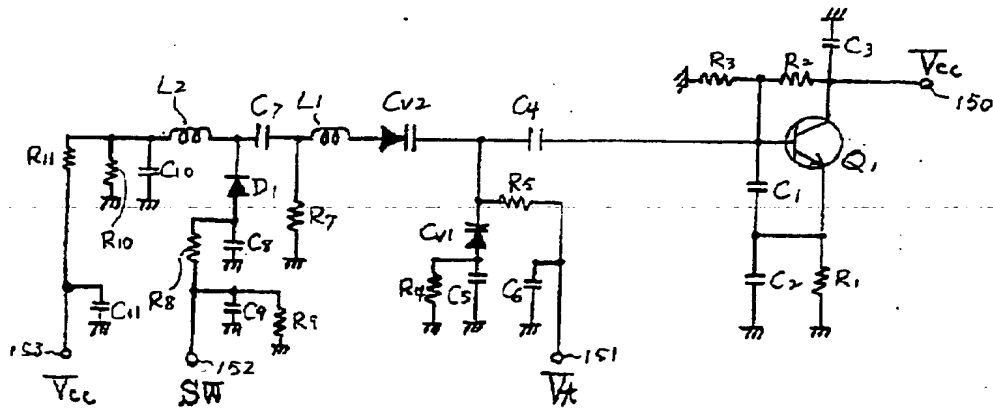 C3
R3
R2
Vcc
150
L2
C7
L1
CV2
C4
Q1
R11
C10
D1
R5
C1
R10
R7
CV1
C8
R8
R4
C5
C6
C2
R1
C11
C9
R9
153
152
151
Vcc
SW
Vt